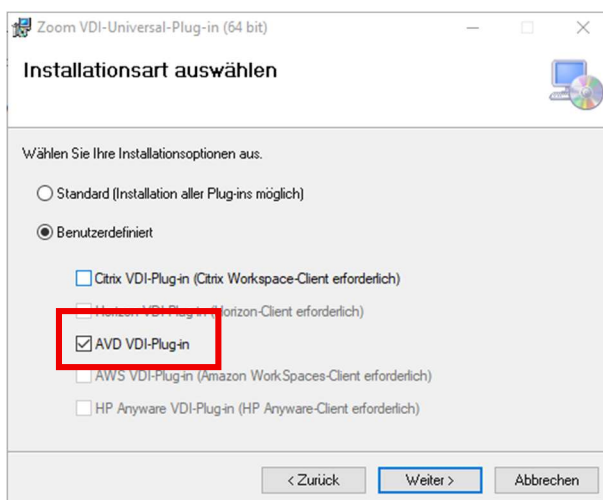 Zoom VDI-Universal-Plug-in (64 bit)
Installationsart auswählen
Wählen Sie Ihre Installationsoptionen aus.
Standard (Installation aller Plug-ins möglich)
Benutzerdefiniert
Citrix VDI-Plug-in (Citrix Workspace-Client erforderlich)
Horizon VDI-Plug-in (Horizon-Client erforderlich)
AVD VDI-Plug-in
AWS VDI-Plug-in (Amazon WorkSpaces-Client erforderlich)
HP Anyware VDI-Plug-in (HP Anyware-Client erforderlich)
< Zurück Weiter > Abbrechen